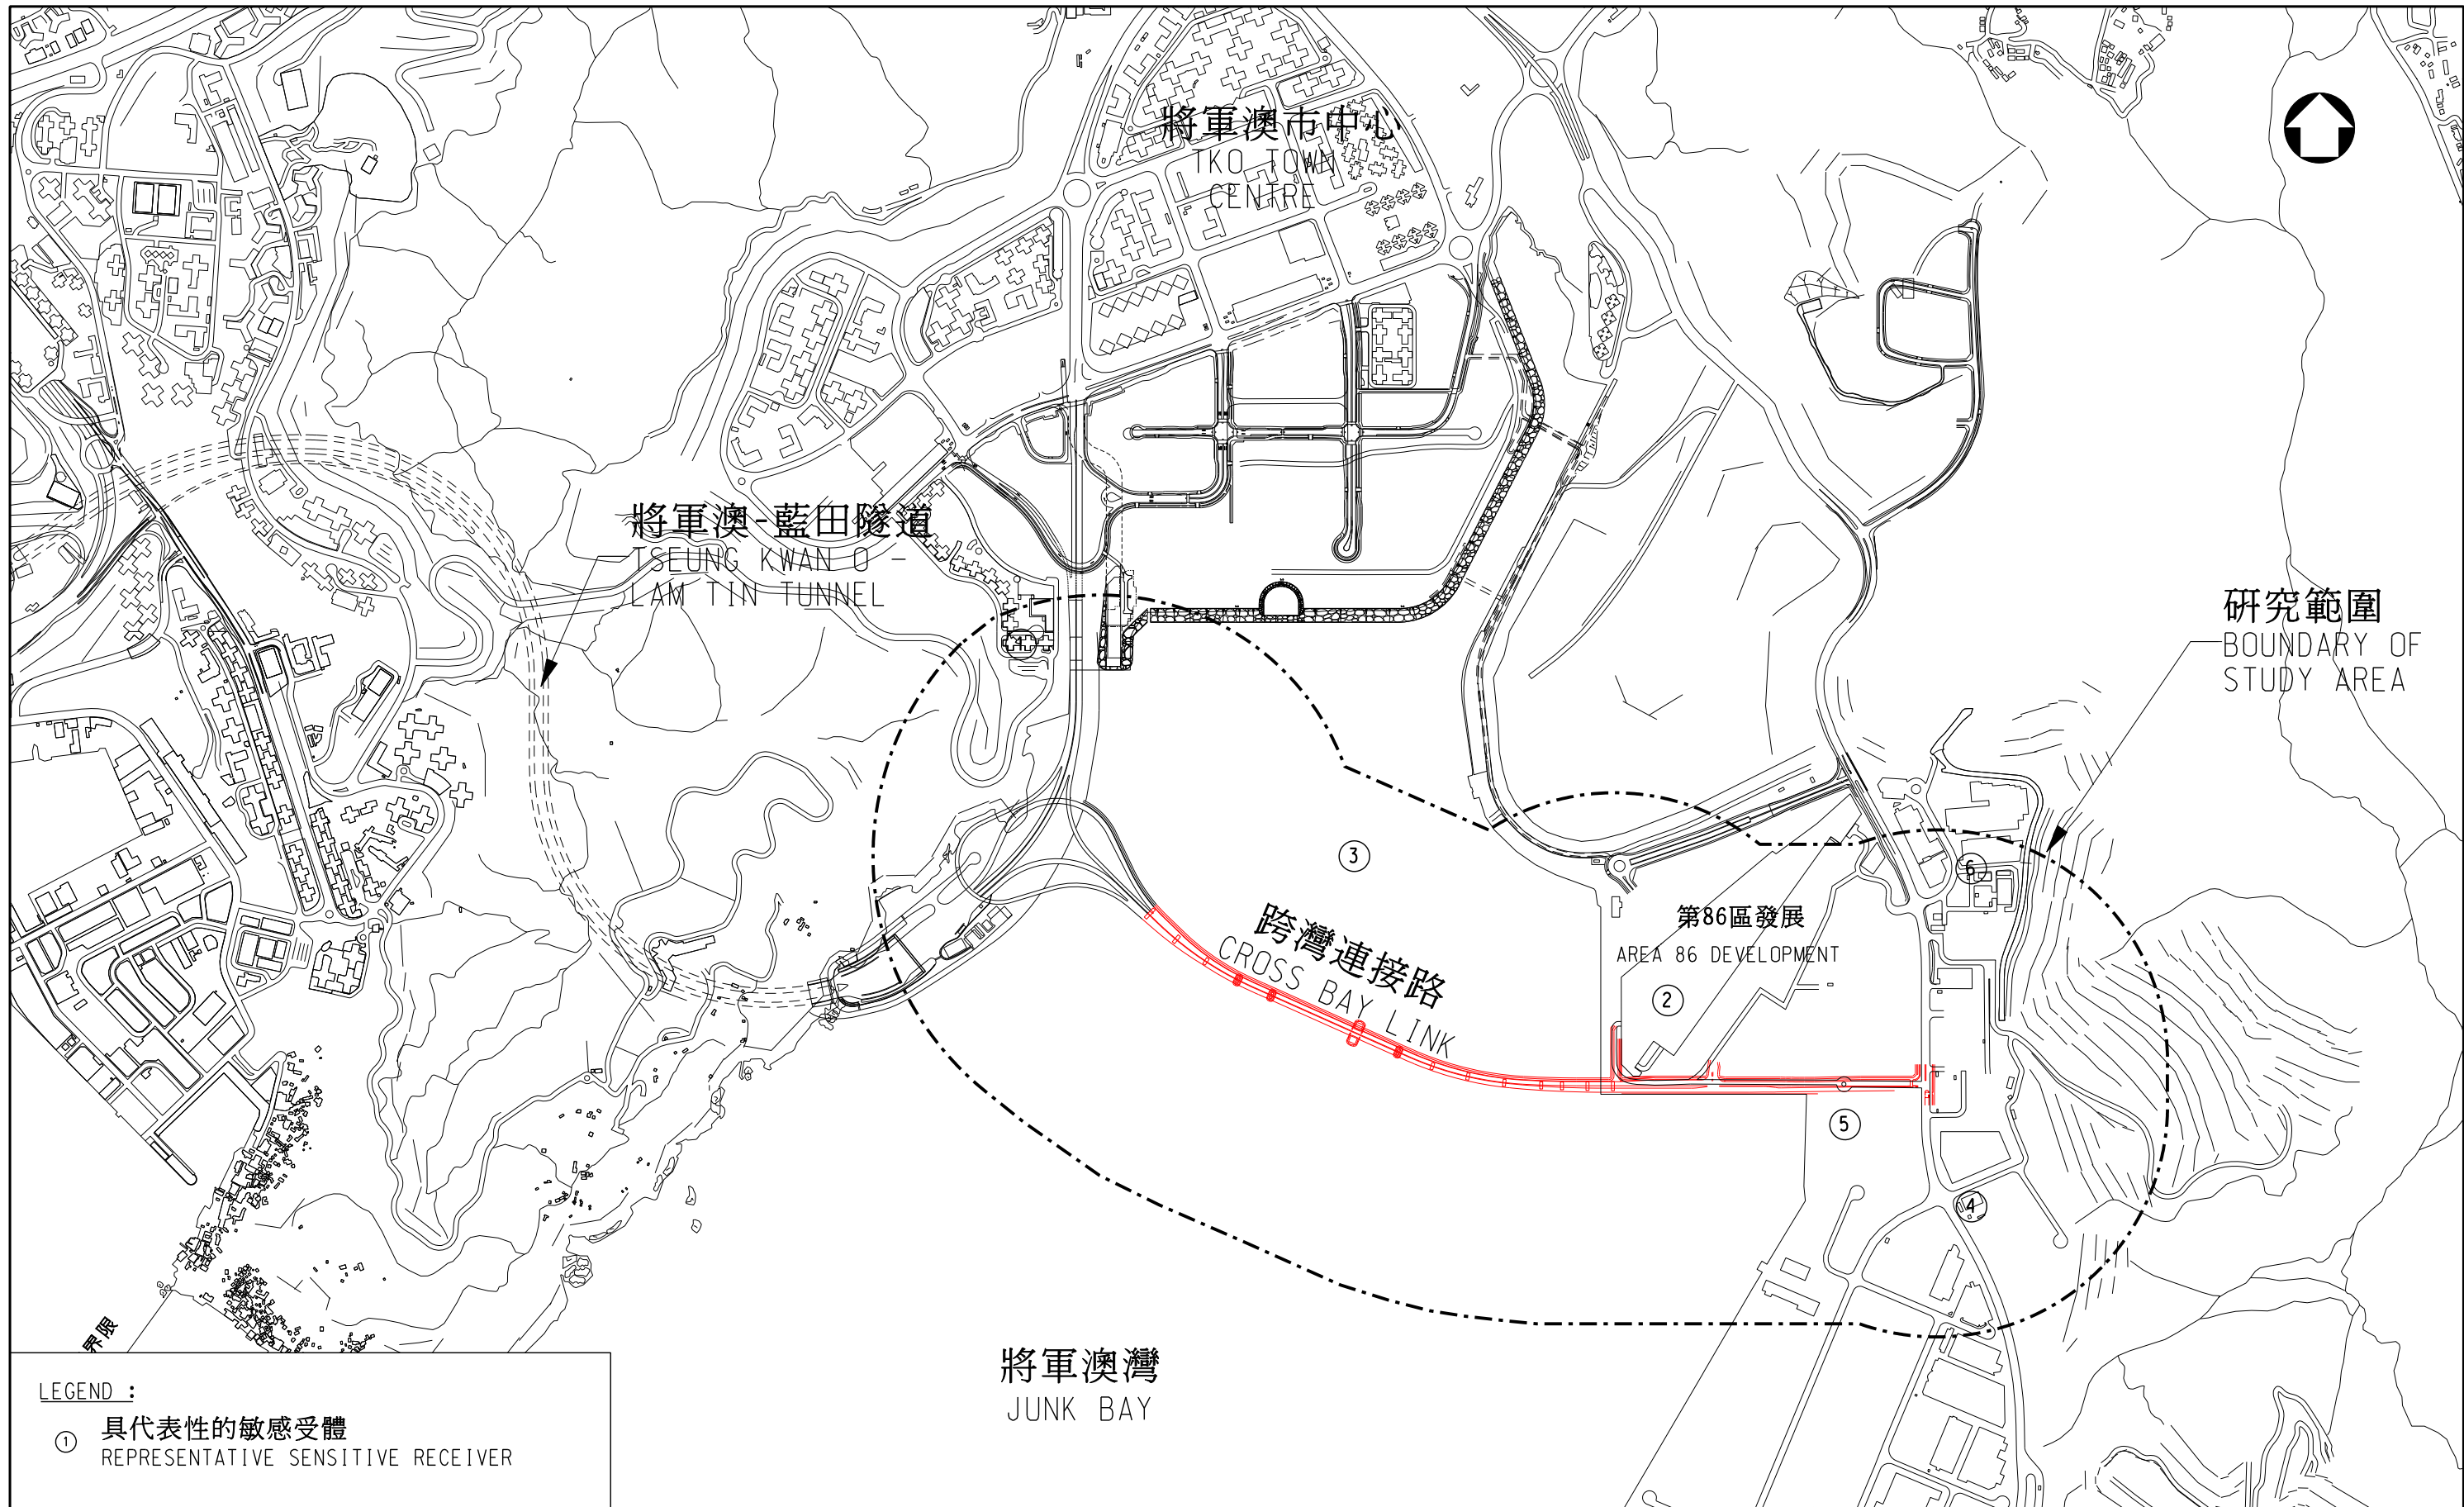 將軍澳市中心
TKO TOWN
CENTRE
將軍澳-藍田隧道
TSEUNG KWAN O -
LAM TIN TUNNEL
研究範圍
BOUNDARY OF
STUDY AREA
3
6
第86區發展
AREA 86 DEVELOPMENT
跨灣連接路
CROSS BAY LINK
2
5
4
將軍澳灣
JUNK BAY
界限
LEGEND :
1
具代表性的敏感受體
REPRESENTATIVE SENSITIVE RECEIVER